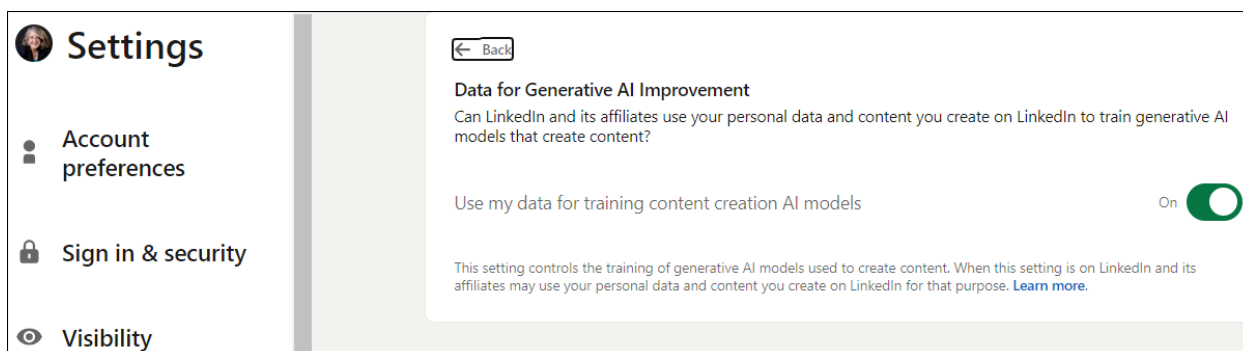 Settings
Account
preferences
Sign in & security
Visibility
Back
Data for Generative AI Improvement
Can LinkedIn and its affiliates use your personal data and content you create on LinkedIn to train generative AI
models that create content?
Use my data for training content creation AI models
On
This setting controls the training of generative AI models used to create content. When this setting is on LinkedIn and its
affiliates may use your personal data and content you create on LinkedIn for that purpose. Learn more.